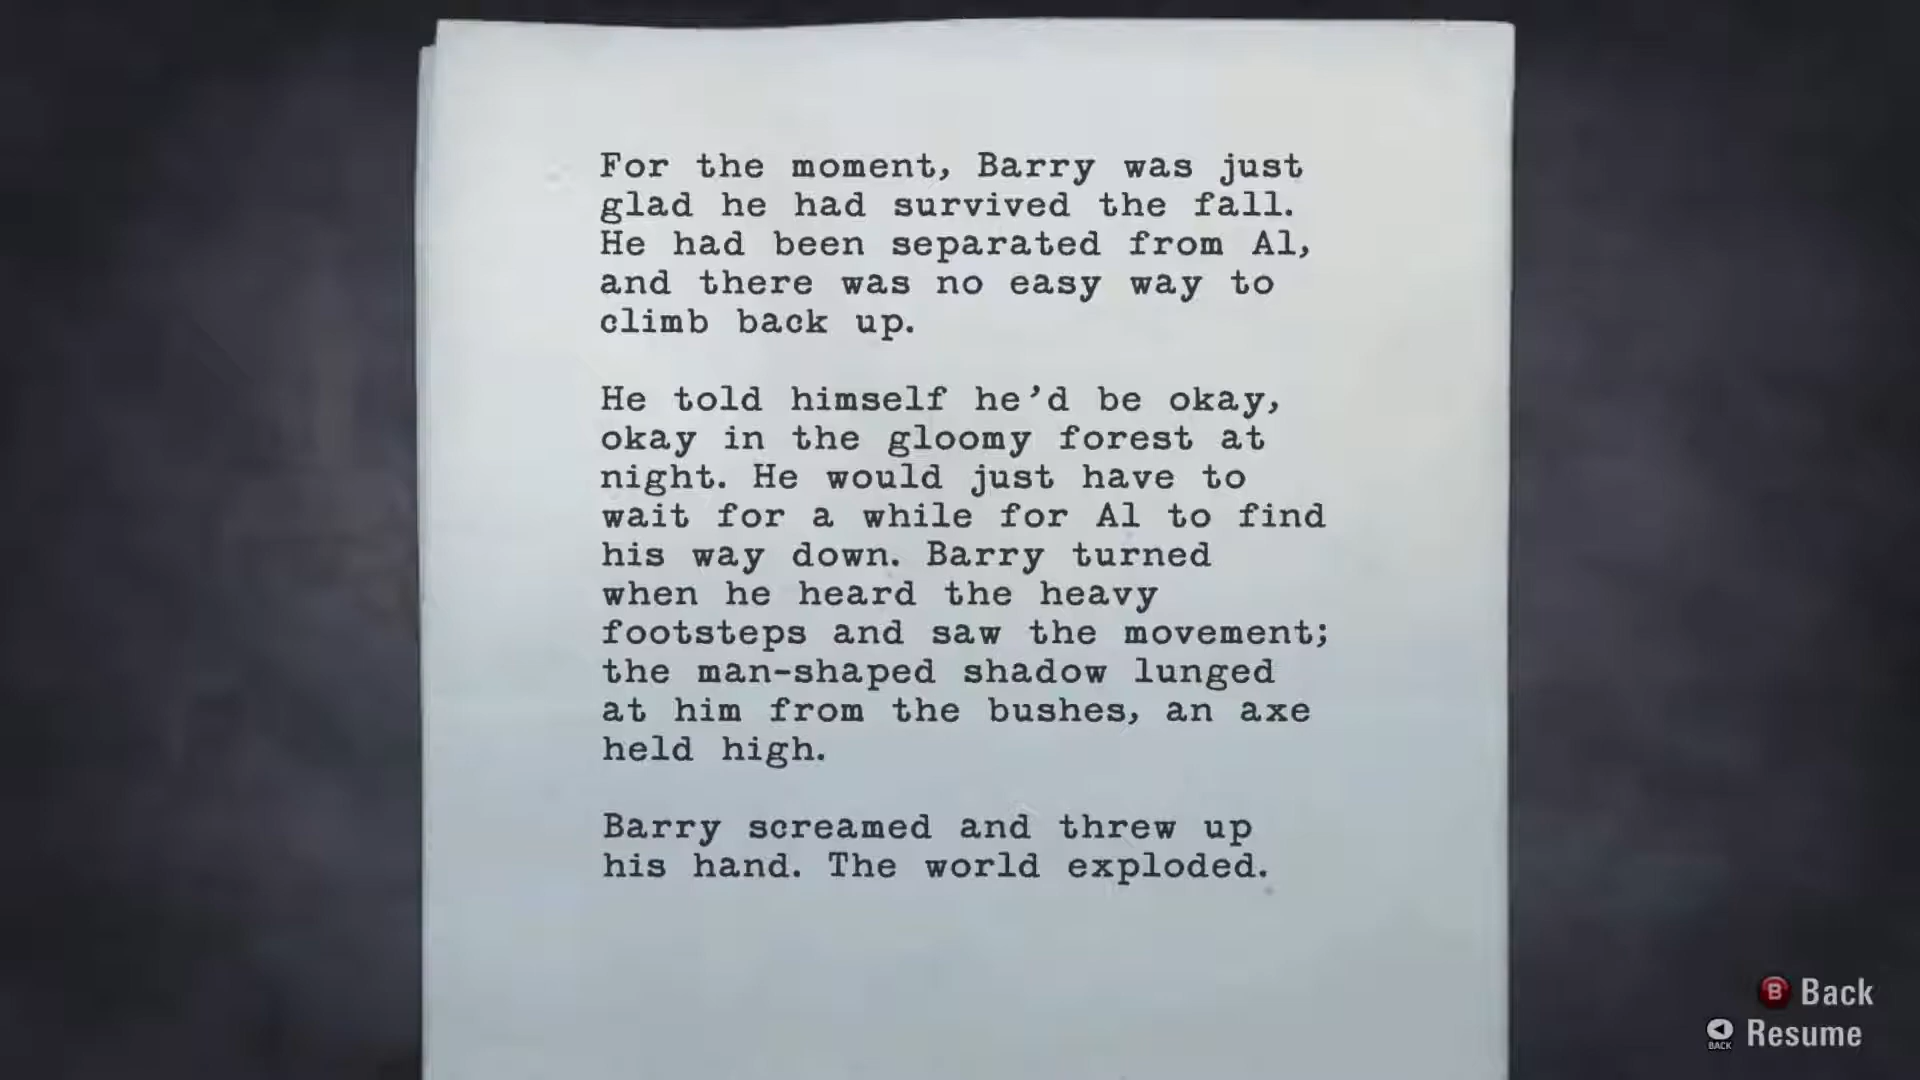 For the moment, Barry was just
glad he had survived the fall.
He had been separated from Al,
and there was no easy way to
climb back up.
He told himself he’d be okay,
okay in the gloomy forest at
night. He would just have to
wait for a while for Al to find
his way down. Barry turned
when he heard the heavy
footsteps and saw the movement;
the man-shaped shadow lunged
at him from the bushes, an axe
held high.
Barry screamed and threw up
his hand. The world exploded.
B Back
BACK Resume